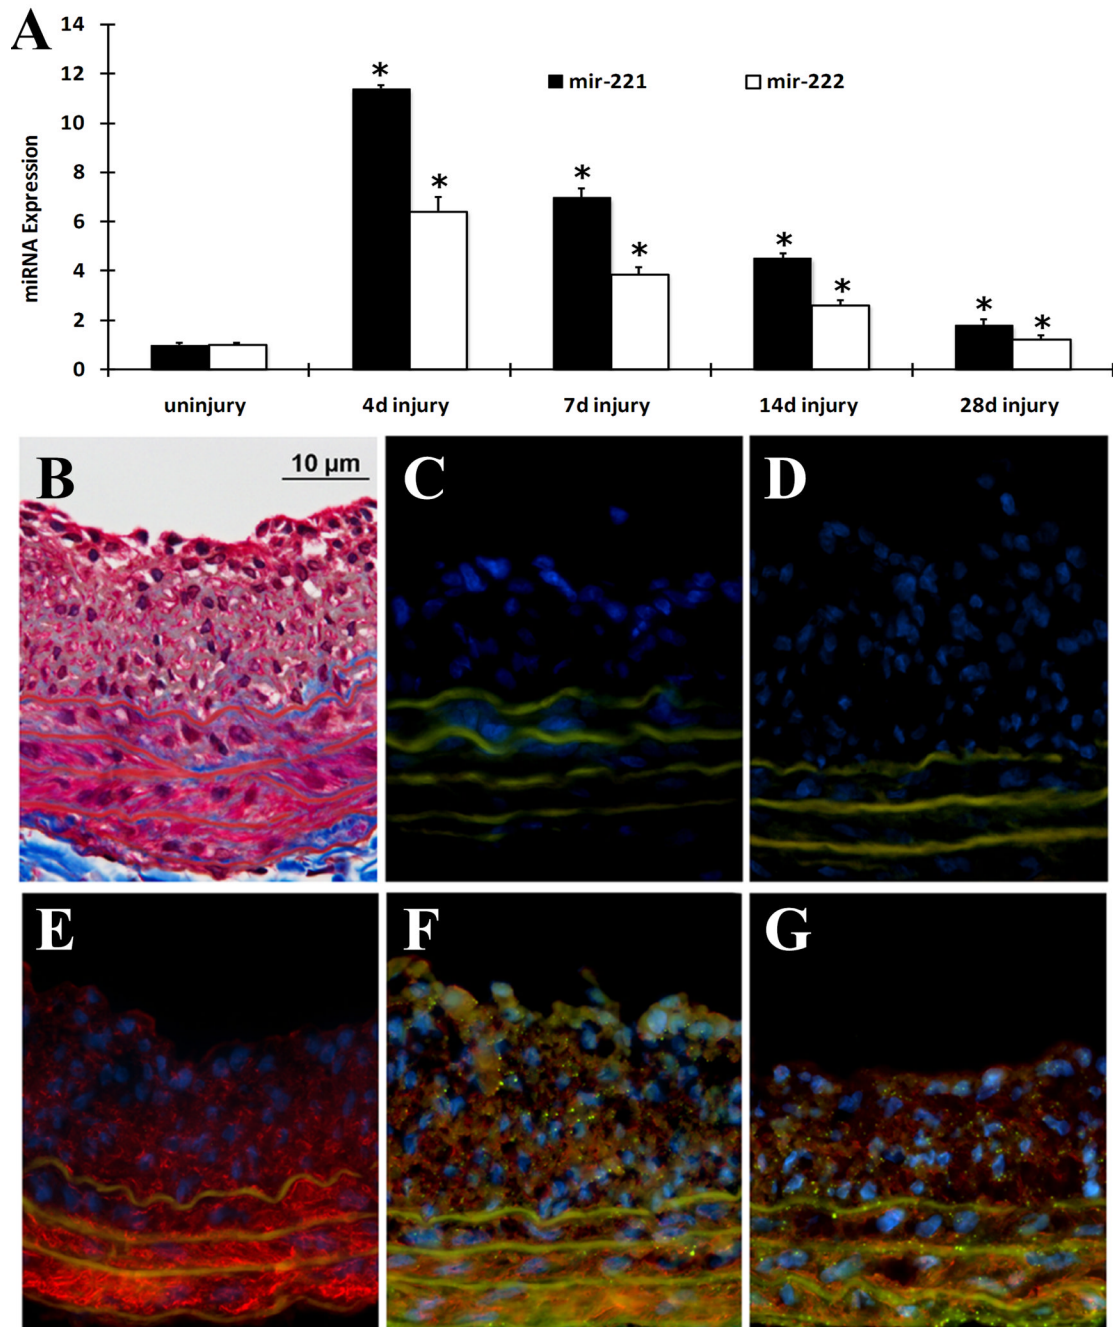 A
14
12
10
8
6
4
2
0
miRNA Expression
mir-221 mir-222
* * * * * * * *
uninjury 4d injury 7d injury 14d injury 28d injury
B
10 μm
C
D
E
F
G